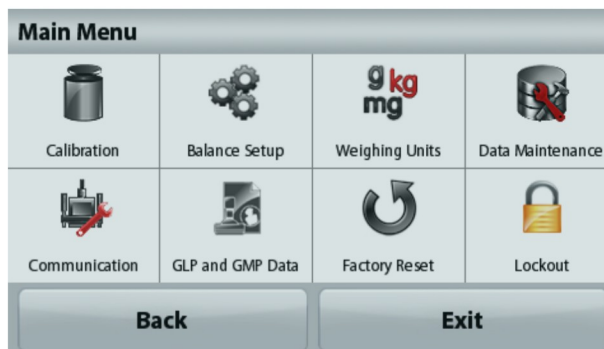 Main Menu
g kg
mg
Calibration
Balance Setup
Weighing Units
Data Maintenance
Communication
GLP and GMP Data
Factory Reset
Lockout
Back
Exit